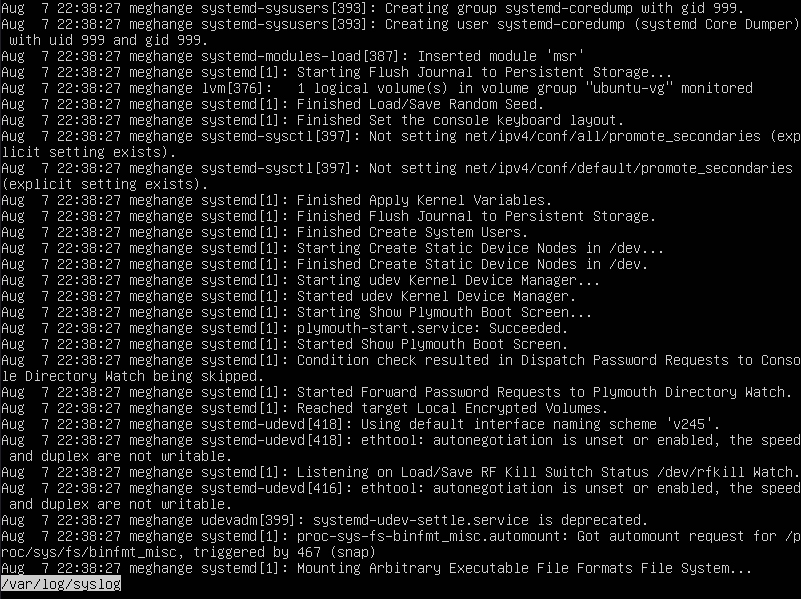 Aug  7 22:38:27 meghange systemd-sysusers[393]: Creating group systemd-coredump with gid 999.
Aug  7 22:38:27 meghange systemd-sysusers[393]: Creating user systemd-coredump (systemd Core Dumper)
 with uid 999 and gid 999.
Aug  7 22:38:27 meghange systemd-modules-load[387]: Inserted module 'msr'
Aug  7 22:38:27 meghange systemd[1]: Starting Flush Journal to Persistent Storage...
Aug  7 22:38:27 meghange lvm[376]:   1 logical volume(s) in volume group "ubuntu-vg" monitored
Aug  7 22:38:27 meghange systemd[1]: Finished Load/Save Random Seed.
Aug  7 22:38:27 meghange systemd[1]: Finished Set the console keyboard layout.
Aug  7 22:38:27 meghange systemd-sysctl[397]: Not setting net/ipv4/conf/all/promote_secondaries (exp
licit setting exists).
Aug  7 22:38:27 meghange systemd-sysctl[397]: Not setting net/ipv4/conf/default/promote_secondaries
(explicit setting exists).
Aug  7 22:38:27 meghange systemd[1]: Finished Apply Kernel Variables.
Aug  7 22:38:27 meghange systemd[1]: Finished Flush Journal to Persistent Storage.
Aug  7 22:38:27 meghange systemd[1]: Finished Create System Users.
Aug  7 22:38:27 meghange systemd[1]: Starting Create Static Device Nodes in /dev...
Aug  7 22:38:27 meghange systemd[1]: Finished Create Static Device Nodes in /dev.
Aug  7 22:38:27 meghange systemd[1]: Starting udev Kernel Device Manager...
Aug  7 22:38:27 meghange systemd[1]: Started udev Kernel Device Manager.
Aug  7 22:38:27 meghange systemd[1]: Starting Show Plymouth Boot Screen...
Aug  7 22:38:27 meghange systemd[1]: plymouth-start.service: Succeeded.
Aug  7 22:38:27 meghange systemd[1]: Started Show Plymouth Boot Screen.
Aug  7 22:38:27 meghange systemd[1]: Condition check resulted in Dispatch Password Requests to Conso
le Directory Watch being skipped.
Aug  7 22:38:27 meghange systemd[1]: Started Forward Password Requests to Plymouth Directory Watch.
Aug  7 22:38:27 meghange systemd[1]: Reached target Local Encrypted Volumes.
Aug  7 22:38:27 meghange systemd-udevd[418]: Using default interface naming scheme 'v245'.
Aug  7 22:38:27 meghange systemd-udevd[418]: ethtool: autonegotiation is unset or enabled, the speed
 and duplex are not writable.
Aug  7 22:38:27 meghange systemd[1]: Listening on Load/Save RF Kill Switch Status /dev/rfkill Watch.
Aug  7 22:38:27 meghange systemd-udevd[416]: ethtool: autonegotiation is unset or enabled, the speed
 and duplex are not writable.
Aug  7 22:38:27 meghange udevadm[399]: systemd-udev-settle.service is deprecated.
Aug  7 22:38:27 meghange systemd[1]: proc-sys-fs-binfmt_misc.automount: Got automount request for /p
roc/sys/fs/binfmt_misc, triggered by 467 (snap)
Aug  7 22:38:27 meghange systemd[1]: Mounting Arbitrary Executable File Formats File System...
/var/log/syslog